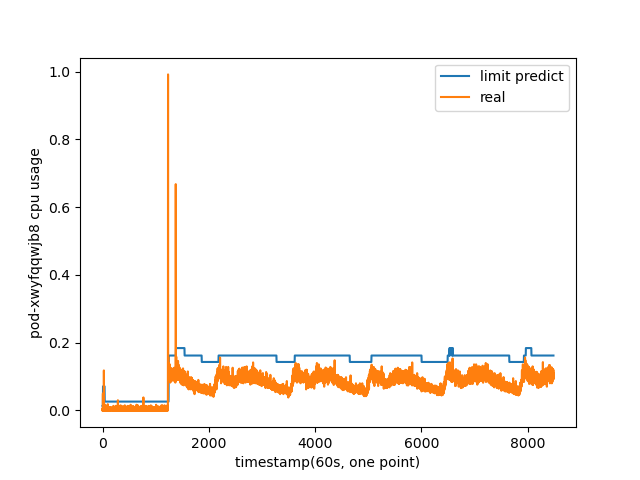 limit predict
real
1.0
0.8
0.6
0.4
0.2
0.0
pod-xwyfqqwjb8 cpu usage
0
2000
4000
6000
8000
timestamp(60s, one point)